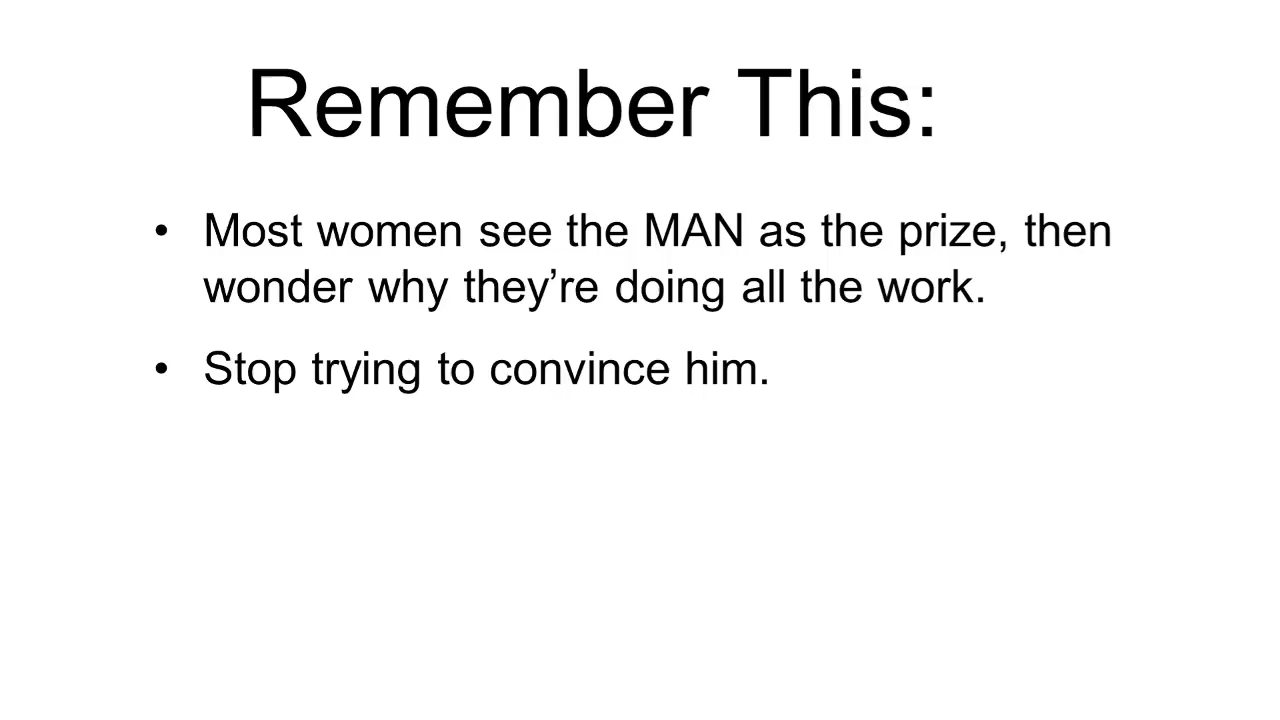 Remember This:
• Most women see the MAN as the prize, then
wonder why they’re doing all the work.
• Stop trying to convince him.